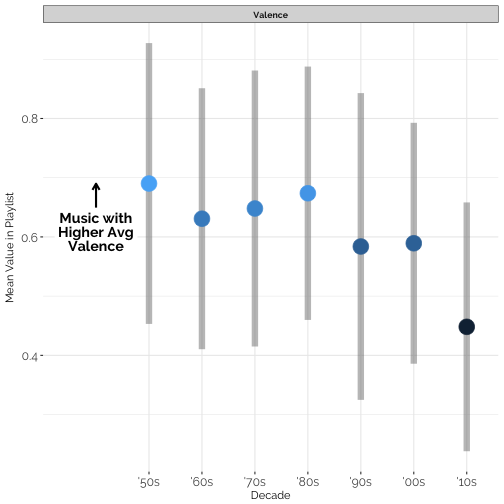 Valence
Mean Value in Playlist
0.8
0.6
0.4
Music with
Higher Avg
Valence
'50s
'60s
'70s
'80s
'90s
'00s
'10s
Decade